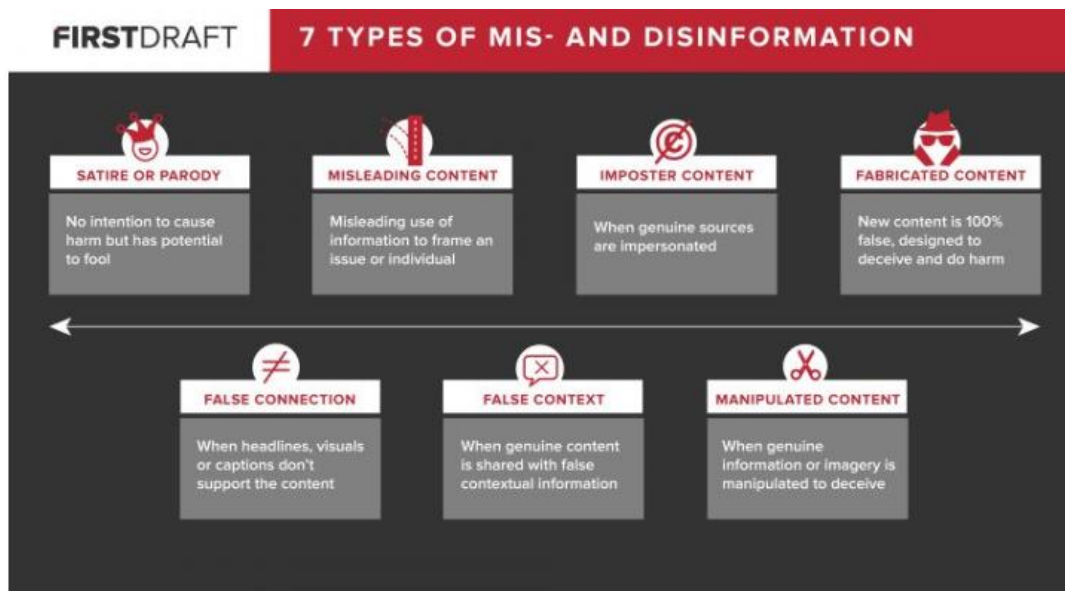 FIRSTDRAFT
7 TYPES OF MIS- AND DISINFORMATION
SATIRE OR PARODY
No intention to cause
harm but has potential
to fool
MISLEADING CONTENT
Misleading use of
information to frame an
issue or individual
IMPOSTER CONTENT
When genuine sources
are impersonated
FABRICATED CONTENT
New content is 100%
false, designed to
deceive and do harm
FALSE CONNECTION
When headlines, visuals
or captions don't
support the content
FALSE CONTEXT
When genuine content
is shared with false
contextual information
MANIPULATED CONTENT
When genuine
information or imagery is
manipulated to deceive